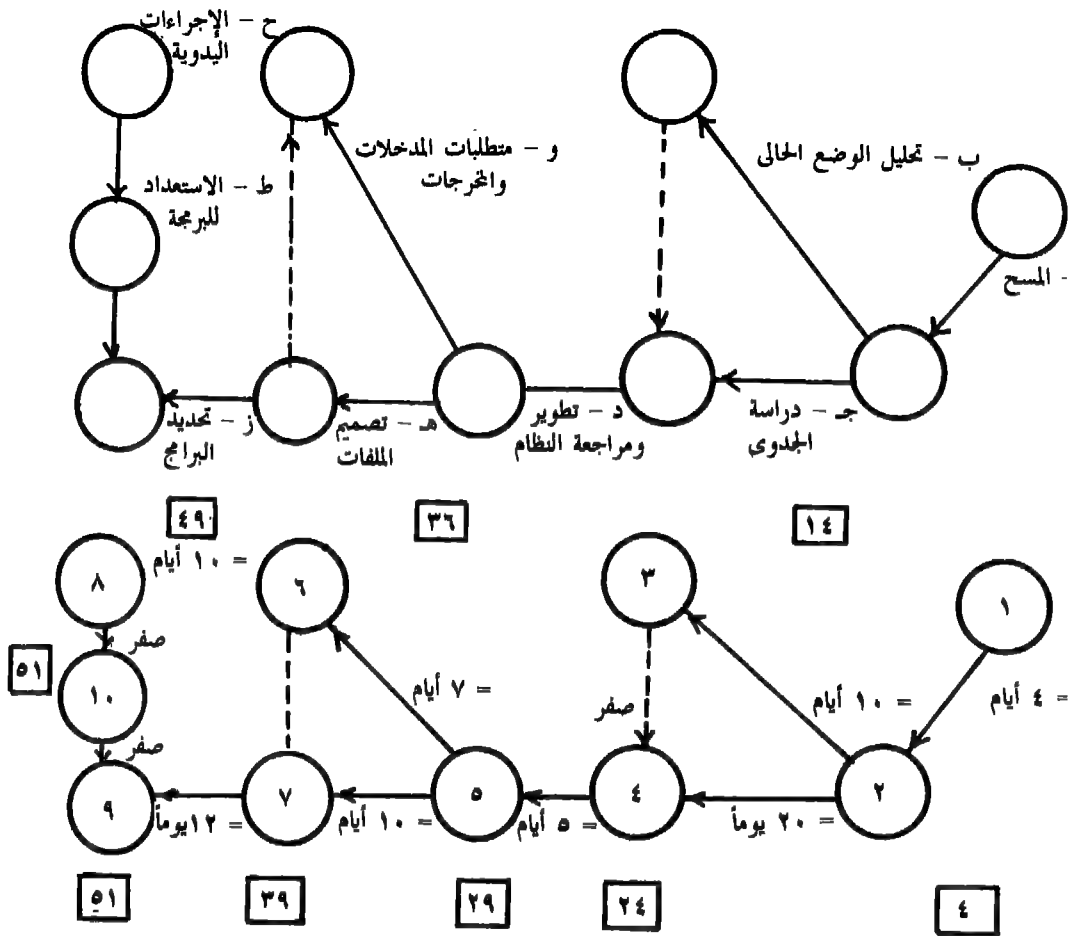 ح - الإجراءات
اليدوية
ب - تحليل الوضع الحالى
و - متطلبات المدخلات
والمخرجات
ط - الاستعداد
للبرمجة
- المسح
جـ - دراسة
الجدوى
د - تطوير
ومراجعة النظام
هـ - تصميم
الملفات
ز - تحديد
البرامج
١٤
٣٦
٤٩
١
٣
٦
= ١٠ أيام
٨
صفر
١٠
٥١
صفر
= ٤ أيام
= ١٠ أيام
صفر
= ٧ أيام
٢
= ٢٠ يوماً
٤
= ٥ أيام
٥
= ١٠ أيام
٧
= ١٢ يوماً
٩
٤
٢٤
٢٩
٣٩
٥١